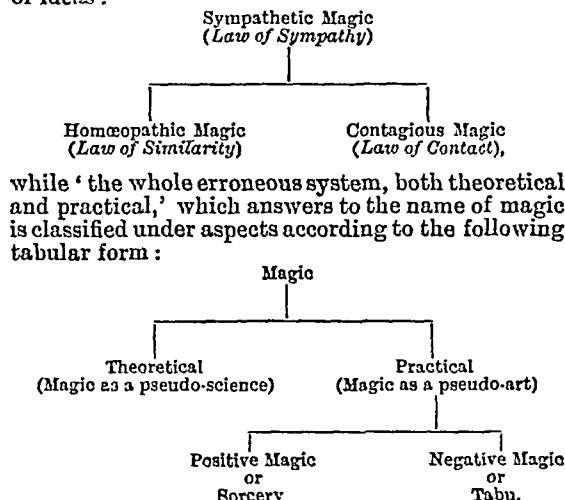 Sympathetic Magic
(Law of Sympathy)
Homœopathic Magic Contagious Magic
(Law of Similarity) (Law of Contact),
while ‘ the whole erroneous system, both theoretical
and practical,’ which answers to the name of magic
is classified under aspects according to the following
tabular form :
Magic
Theoretical Practical
(Magic as a pseudo-science) (Magic as a pseudo-art)
Positive Magic Negative Magic
or or
Sorcery Tabu.